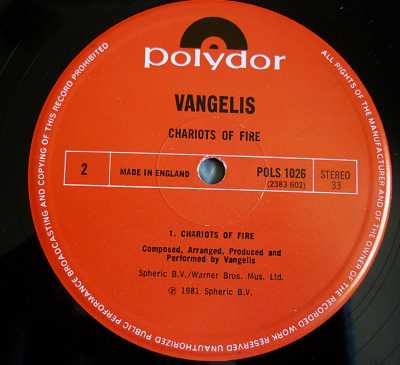 polydor
VANGELIS
CHARIOTS OF FIRE
2
MADE IN ENGLAND
POLS 1026
(2383 602)
STEREO
33
1. CHARIOTS OF FIRE
Composed, Arranged, Produced and
Performed by Vangelis
Spheric B.V./Warner Bros. Mus. Ltd.
℗ 1981 Spheric B.V.
ALL RIGHTS OF THE MANUFACTURER AND OF THE OWNER OF THE RECORDED WORK RESERVED UNAUTHORIZED PUBLIC PERFORMANCE BROADCASTING AND COPYING OF THIS RECORD PROHIBITED